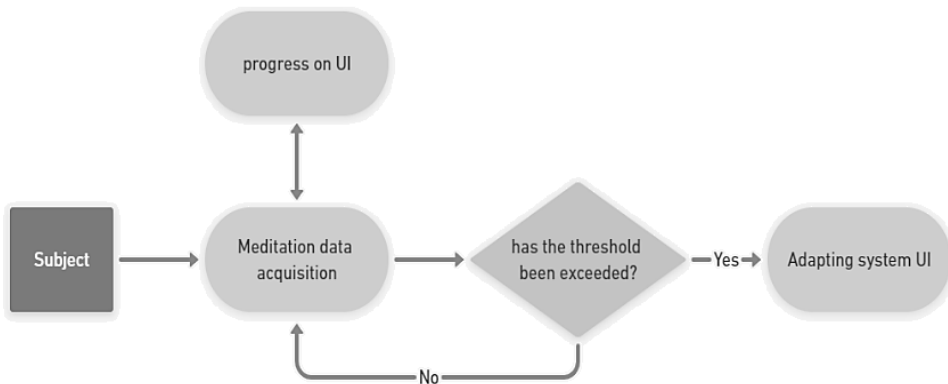 progress on UI
Subject
Meditation data
acquisition
has the threshold
been exceeded?
Yes
Adapting system UI
No